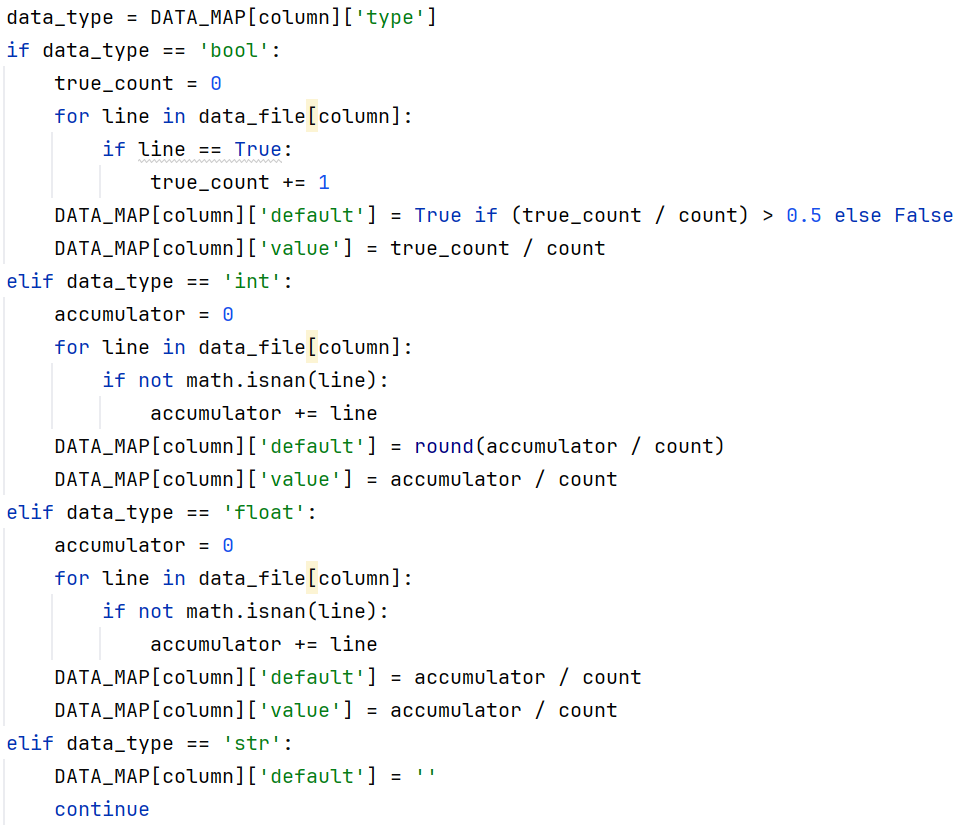 data_type = DATA_MAP[column]['type']
if data_type == 'bool':
    true_count = 0
    for line in data_file[column]:
        if line == True:
            true_count += 1
    DATA_MAP[column]['default'] = True if (true_count / count) > 0.5 else False
    DATA_MAP[column]['value'] = true_count / count
elif data_type == 'int':
    accumulator = 0
    for line in data_file[column]:
        if not math.isnan(line):
            accumulator += line
    DATA_MAP[column]['default'] = round(accumulator / count)
    DATA_MAP[column]['value'] = accumulator / count
elif data_type == 'float':
    accumulator = 0
    for line in data_file[column]:
        if not math.isnan(line):
            accumulator += line
    DATA_MAP[column]['default'] = accumulator / count
    DATA_MAP[column]['value'] = accumulator / count
elif data_type == 'str':
    DATA_MAP[column]['default'] = ''
    continue